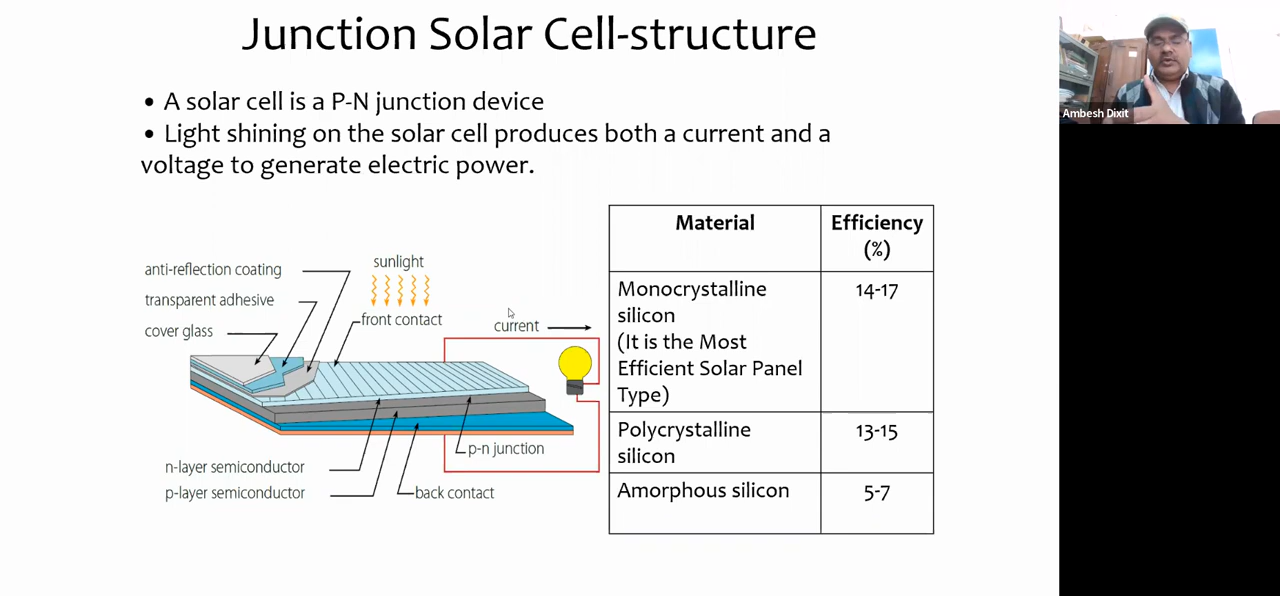 Junction Solar Cell-structure
• A solar cell is a P-N junction device
• Light shining on the solar cell produces both a current and a
voltage to generate electric power.
anti-reflection coating
transparent adhesive
cover glass
sunlight
front contact
current
p-n junction
n-layer semiconductor
p-layer semiconductor
back contact
Material
Efficiency
(%)
Monocrystalline
silicon
(It is the Most
Efficient Solar Panel
Type)
14-17
Polycrystalline
silicon
13-15
Amorphous silicon
5-7
Ambesh Dixit